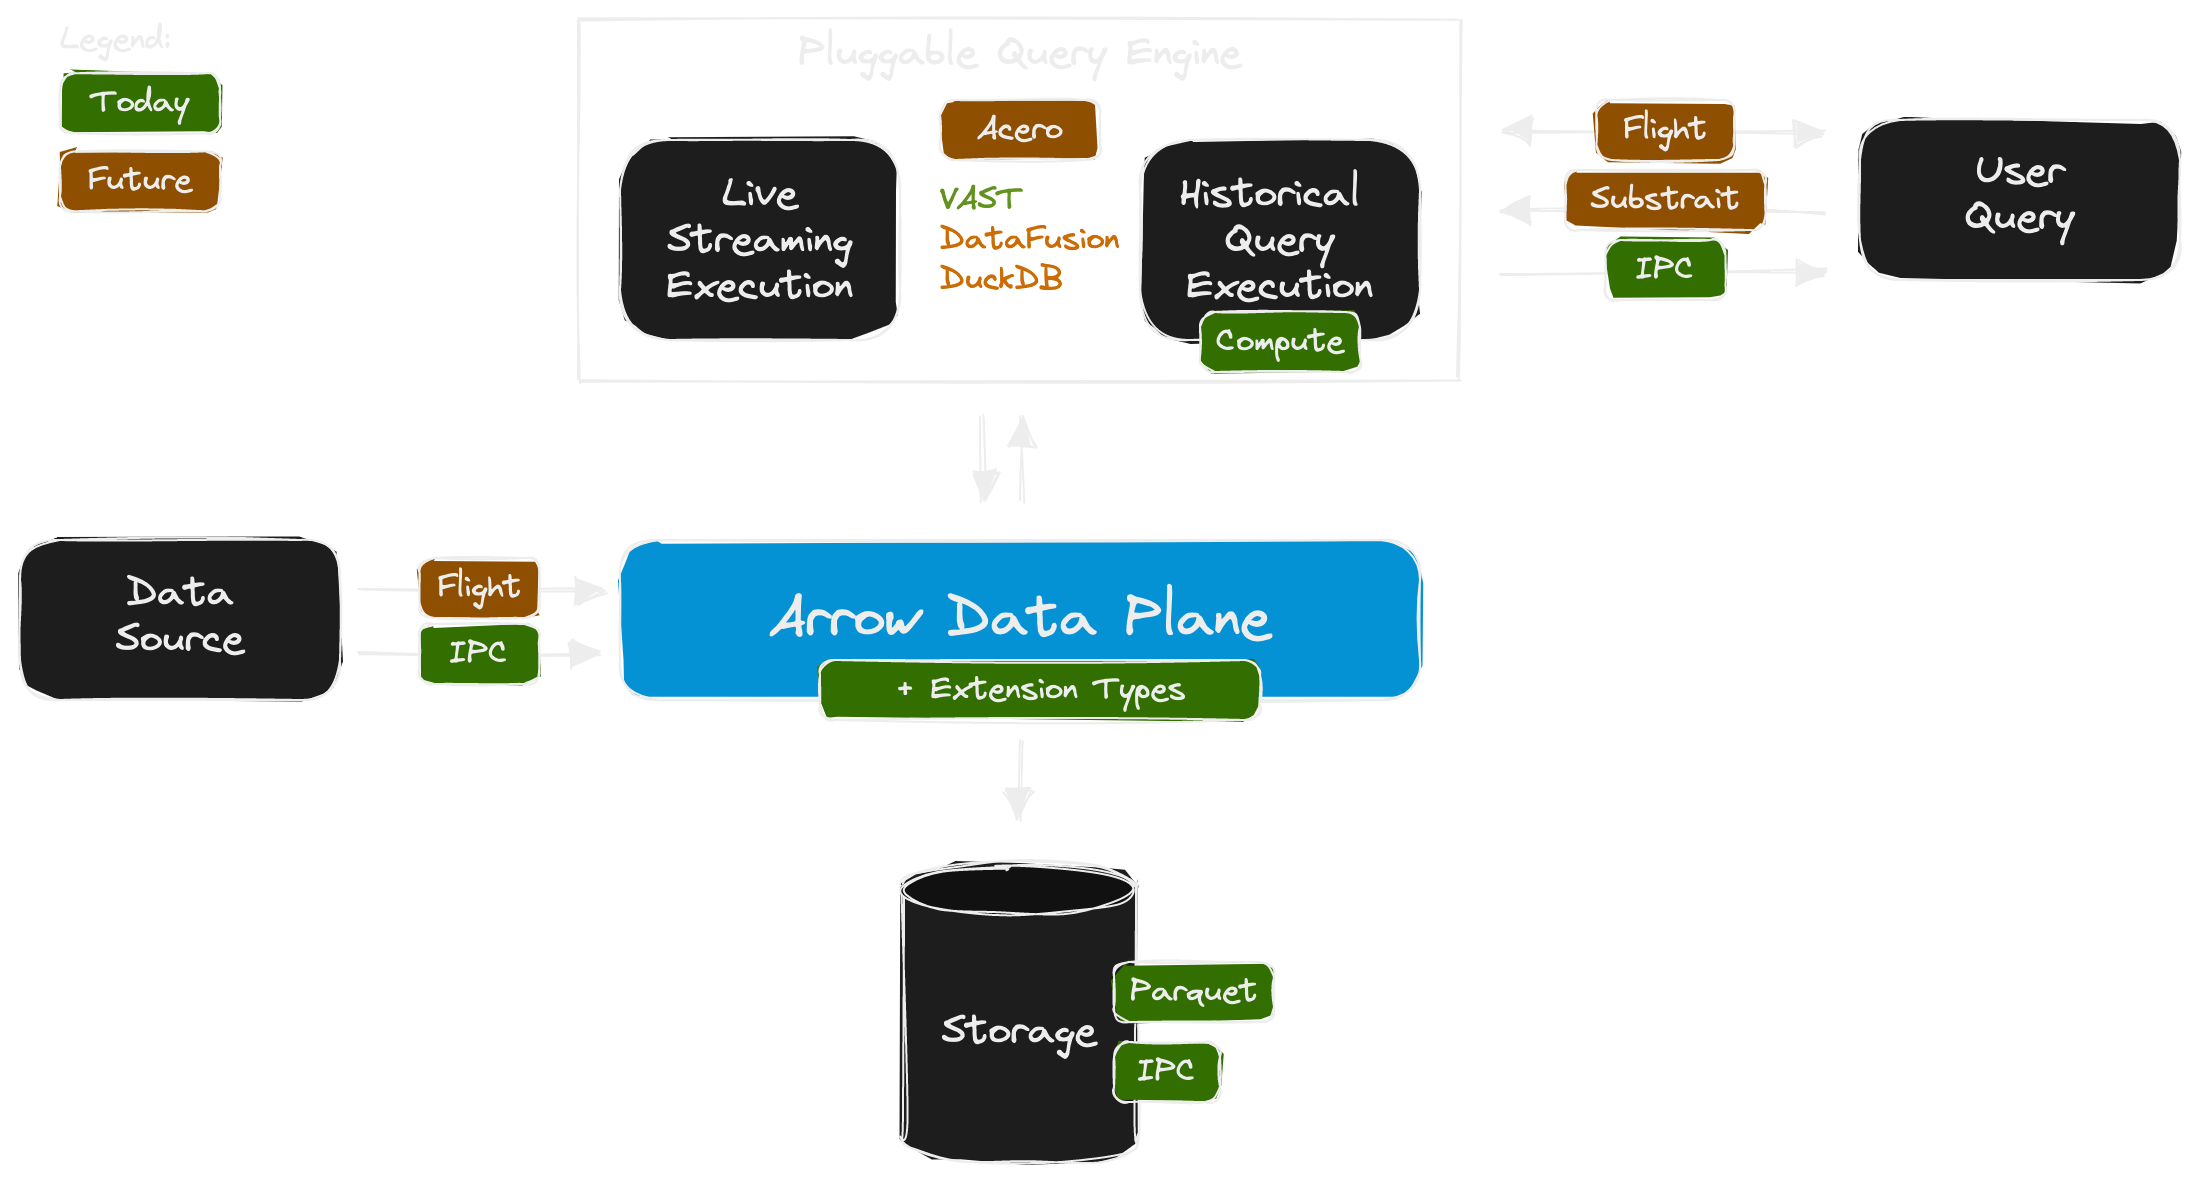 Legend:
Today
Future
Pluggable Query Engine
Live
Streaming
Execution
Acero
VAST
DataFusion
DuckDB
Historical
Query
Execution
Compute
Flight
Substrait
IPC
User
Query
Data
Source
Flight
IPC
Arrow Data Plane
+ Extension Types
Storage
Parquet
IPC